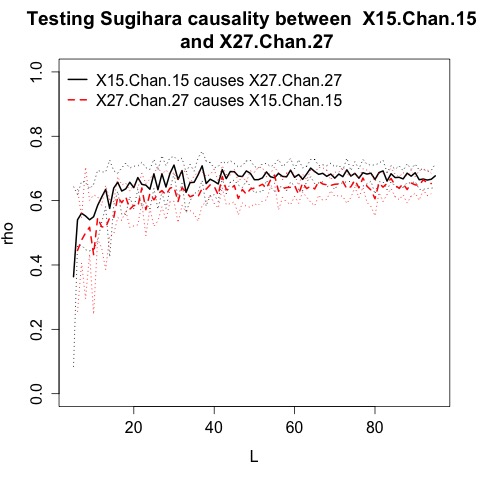 Testing Sugihara causality between X15.Chan.15
and X27.Chan.27
X15.Chan.15 causes X27.Chan.27
X27.Chan.27 causes X15.Chan.15
1.0
0.8
0.6
0.4
0.2
0.0
rho
20 40 60 80
L